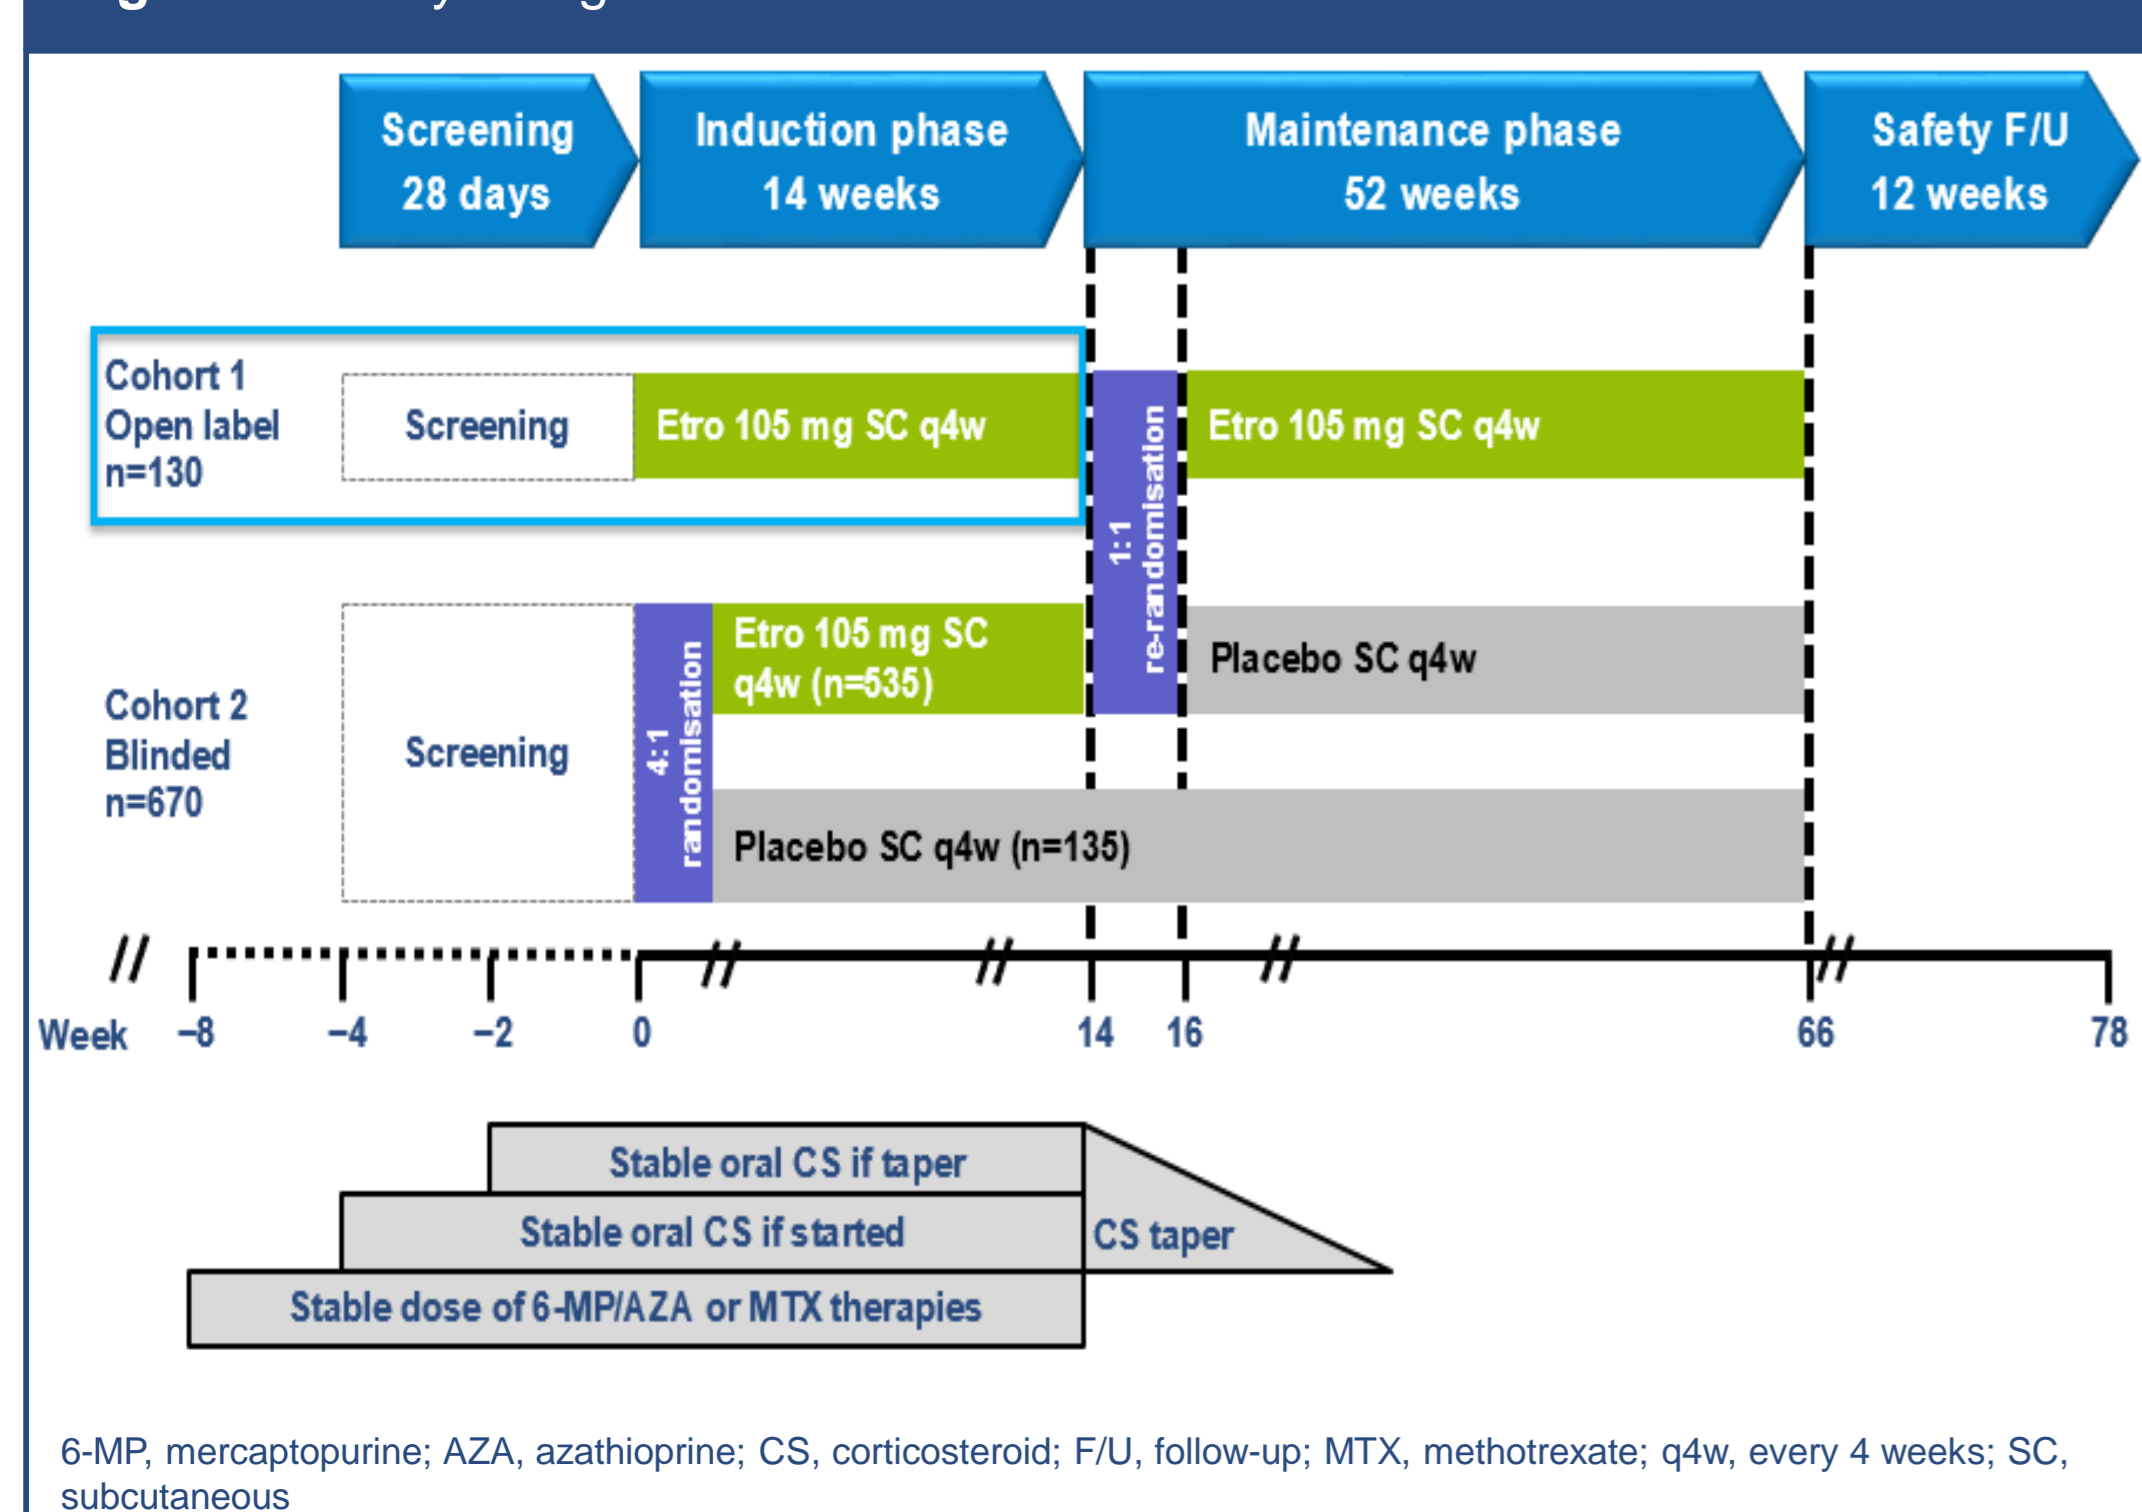 Screening
28 days
Induction phase
14 weeks
Maintenance phase
52 weeks
Safety F/U
12 weeks
Cohort 1
Open label
n=130
Screening
Etro 105 mg SC q4w
1:1
re-randomisation
Etro 105 mg SC q4w
Cohort 2
Blinded
n=670
Screening
4:1
randomisation
Etro 105 mg SC
q4w (n=535)
Placebo SC q4w
Placebo SC q4w (n=135)
// // // // //
Week –8 –4 –2 0 14 16 66 78
Stable oral CS if taper
Stable oral CS if started
CS taper
Stable dose of 6-MP/AZA or MTX therapies
6-MP, mercaptopurine; AZA, azathioprine; CS, corticosteroid; F/U, follow-up; MTX, methotrexate; q4w, every 4 weeks; SC,
subcutaneous